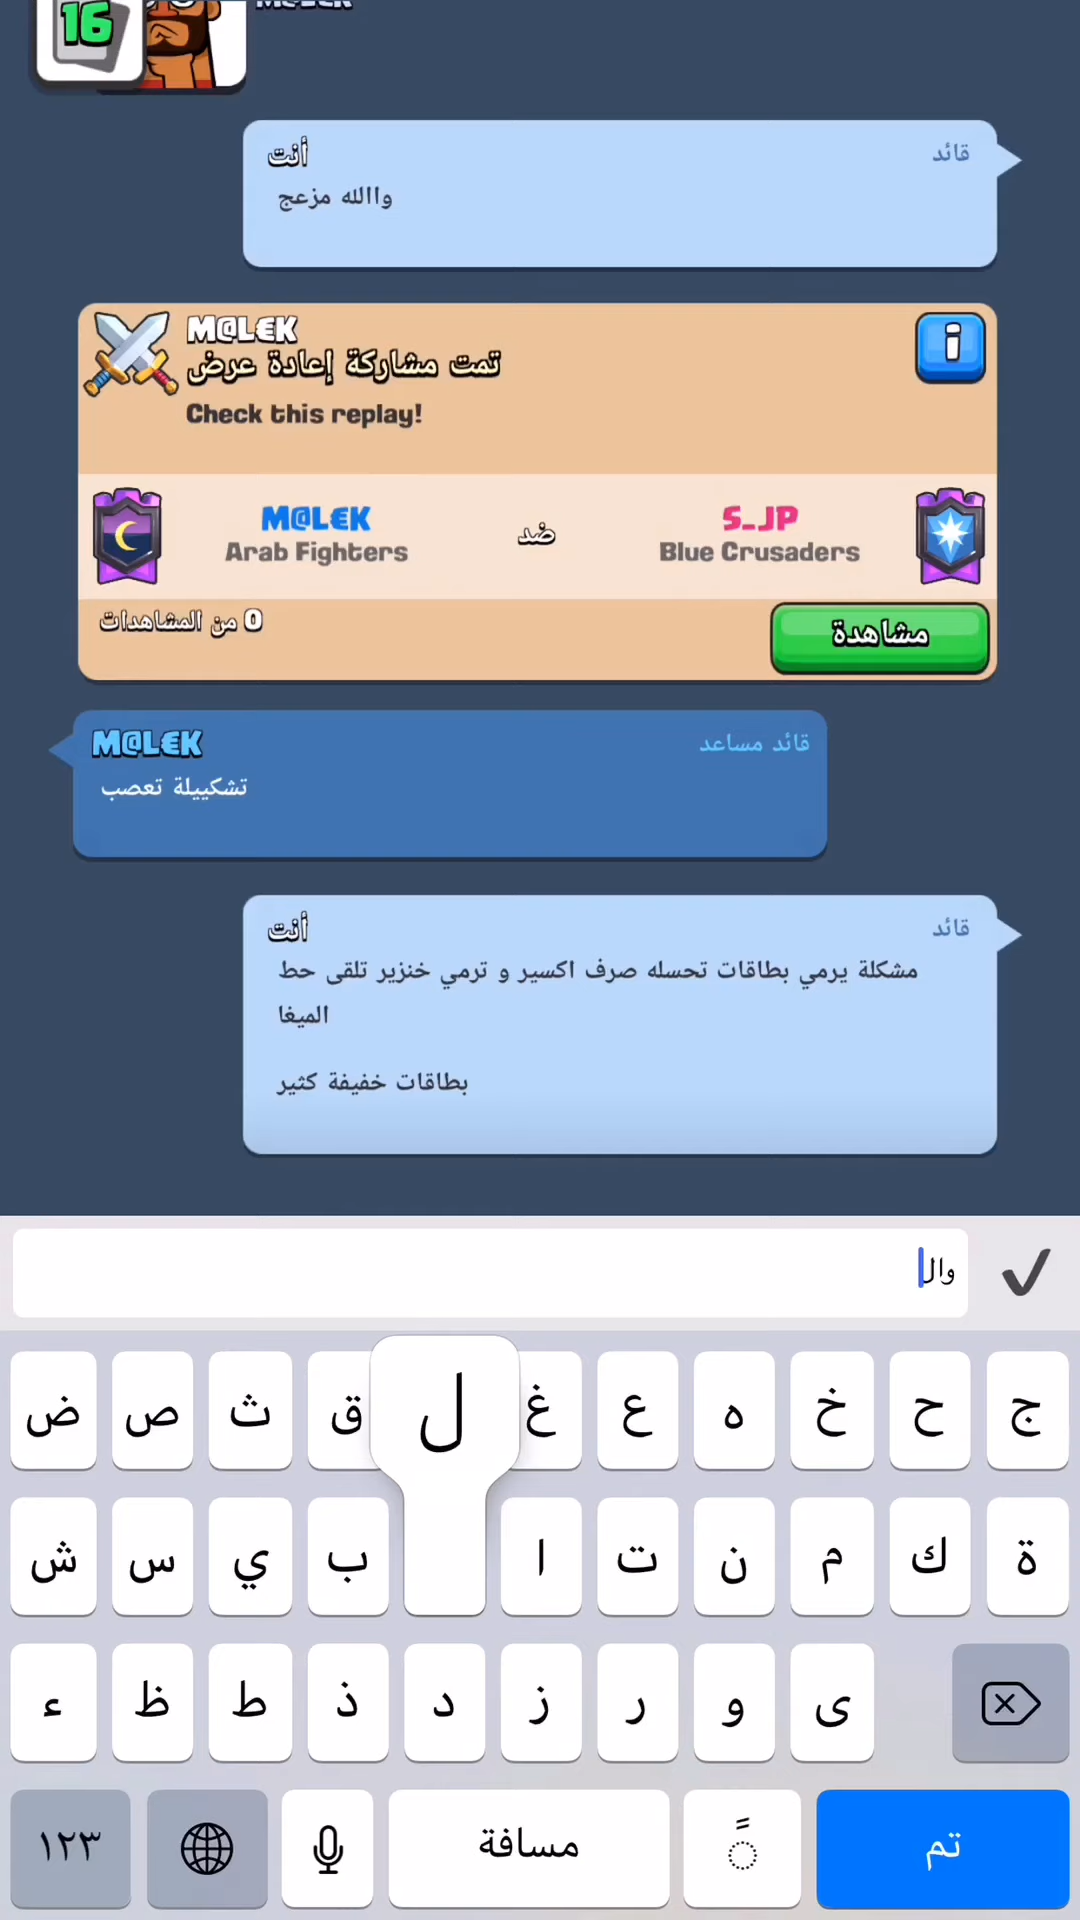 16
أنت
قائد
واالله مزعج
M@LEK
تمت مشاركة إعادة عرض
Check this replay!
M@LEK
Arab Fighters
ضد
S_JP
Blue Crusaders
0 من المشاهدات
مشاهدة
M@LEK
قائد مساعد
تشكييلة تعصب
أنت
قائد
مشكلة يرمي بطاقات تحسله صرف اكسير و ترمي خنزير تلقى حط
الميغا
بطاقات خفيفة كثير
وال
ض ص ث ق ل غ ع ه خ ح ج
ش س ي ب ا ت ن م ك ة
ء ظ ط ذ د ز ر و ى
١٢٣
مسافة
تم